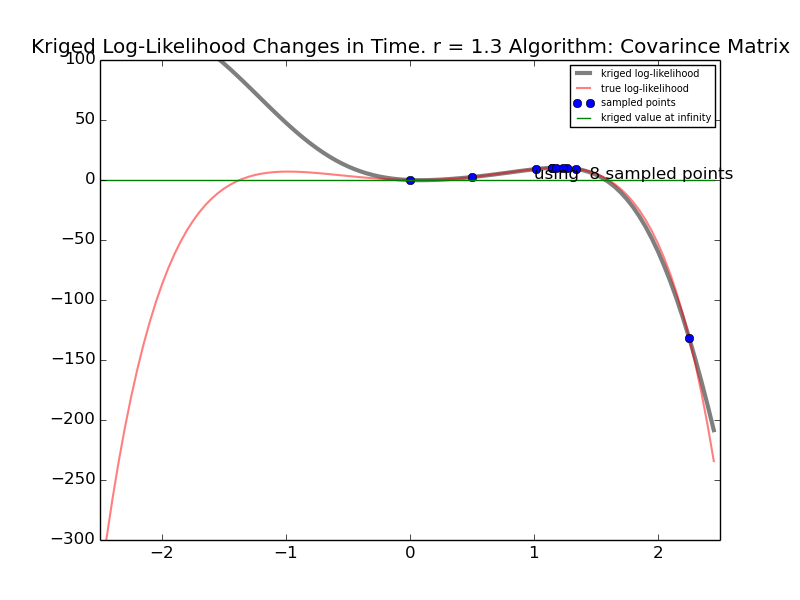 Kriged Log-Likelihood Changes in Time. r = 1.3 Algorithm: Covarince Matrix
kriged log-likelihood
true log-likelihood
sampled points
kriged value at infinity
using  8 sampled points
100
50
0
−50
−100
−150
−200
−250
−300
−2
−1
0
1
2